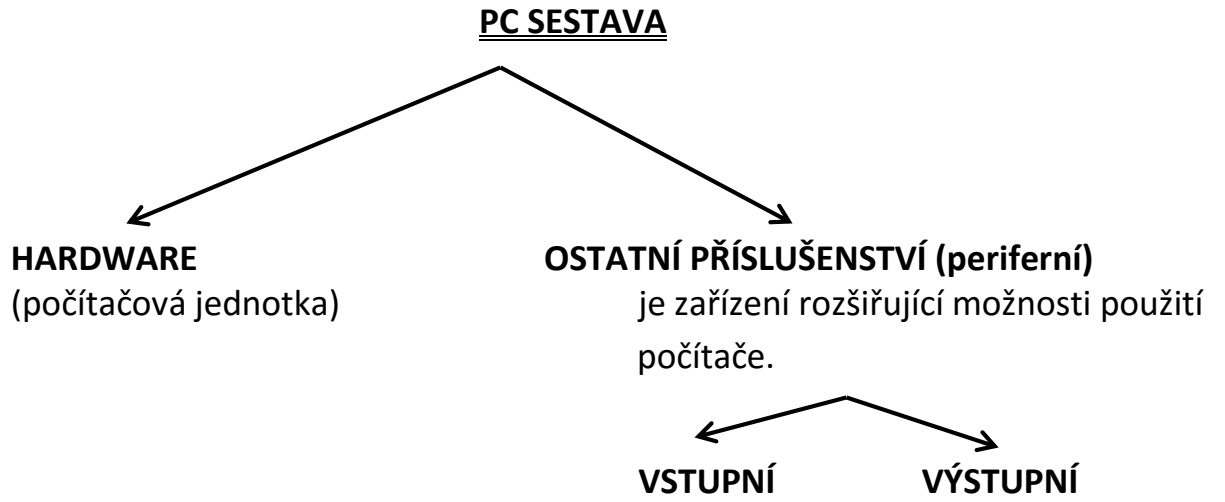 PC SESTAVA
HARDWARE
(počítačová jednotka)
OSTATNÍ PŘÍSLUŠENSTVÍ (periferní)
je zařízení rozšiřující možnosti použití
počítače.
VSTUPNÍ
VÝSTUPNÍ